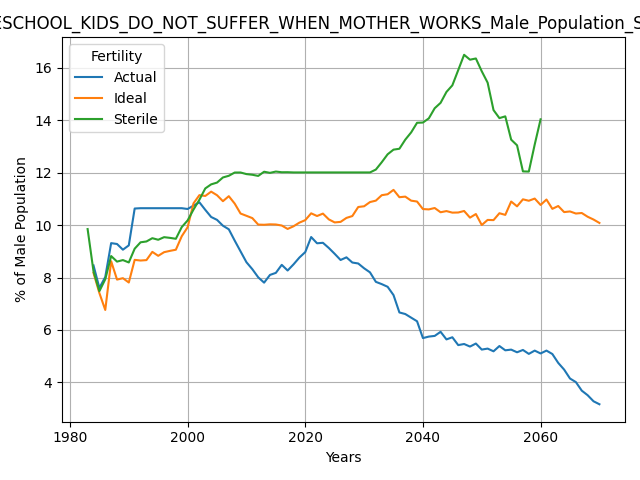 ESCHOOL_KIDS_DO_NOT_SUFFER_WHEN_MOTHER_WORKS_Male_Population_S
Fertility
Actual
Ideal
Sterile
% of Male Population
16
14
12
10
8
6
4
1980
2000
2020
2040
2060
Years